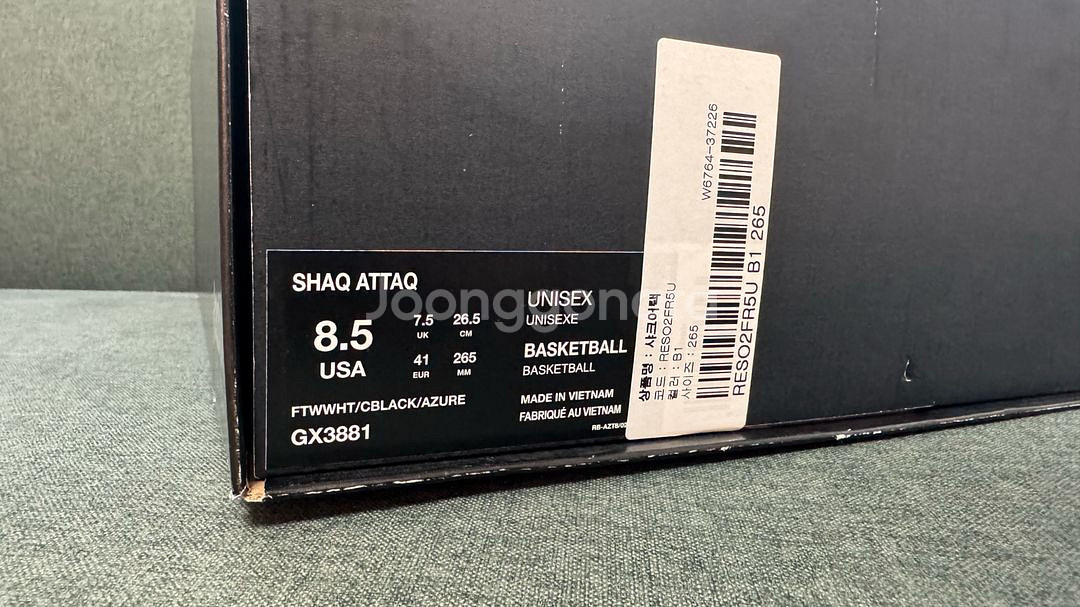 SHAQ ATTAQ
8.5
USA
7.5
UK
26.5
CM
41
EUR
265
MM
UNISEX
UNISEXE
BASKETBALL
BASKETBALL
MADE IN VIETNAM
FABRIQUÉ AU VIETNAM
FTWWHT/CBLACK/AZURE
GX3881
상품명 : 샤크어택
코드 : RESO2FR5U
컬러 : B1
사이즈 : 265
W6764-37226
RESO2FR5U B1 265
Joonggonara